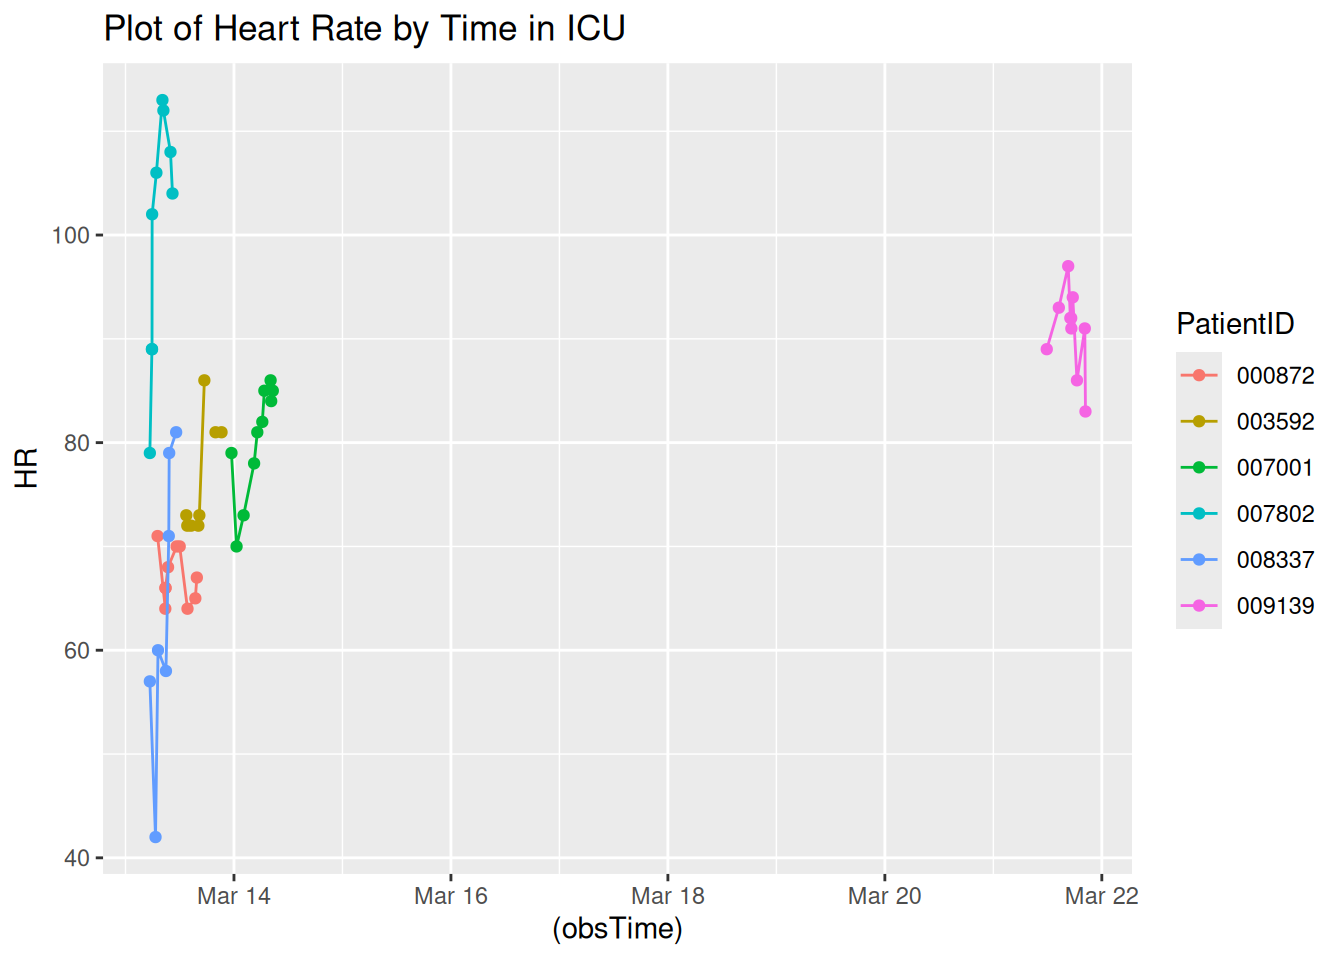 Plot of Heart Rate by Time in ICU
HR
100
80
60
40
Mar 14
Mar 16
Mar 18
Mar 20
Mar 22
(obsTime)
PatientID
000872
003592
007001
007802
008337
009139